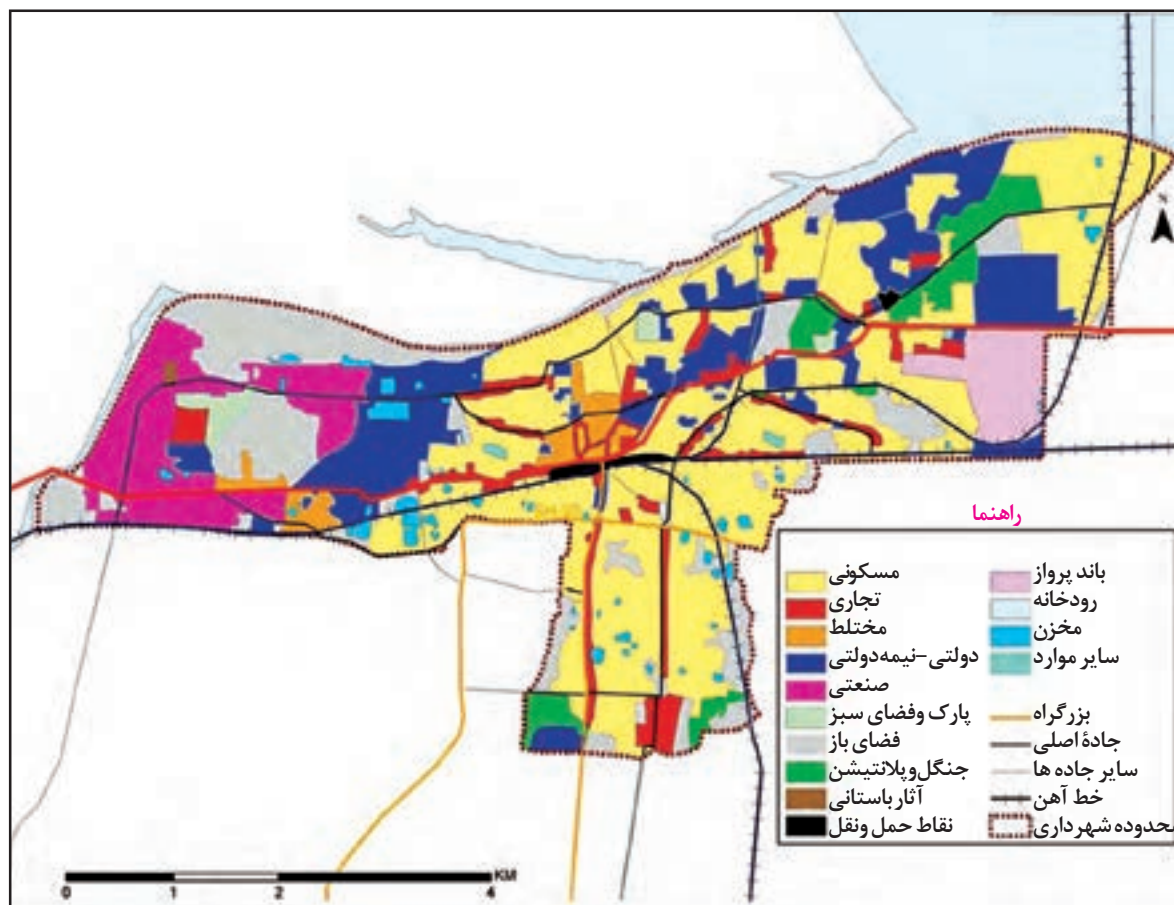 N
راهنما
مسکونی
تجاری
مختلط
دولتی-نیمه‌دولتی
صنعتی
پارک وفضای سبز
فضای باز
جنگل‌وپلانتیشن
آثارباستانی
نقاط حمل ونقل
باند پرواز
رودخانه
مخزن
سایر موارد
بزرگراه
جادهٔ اصلی
سایر جاده ها
خط آهن
محدوده شهرداری
0 1 2 4 KM